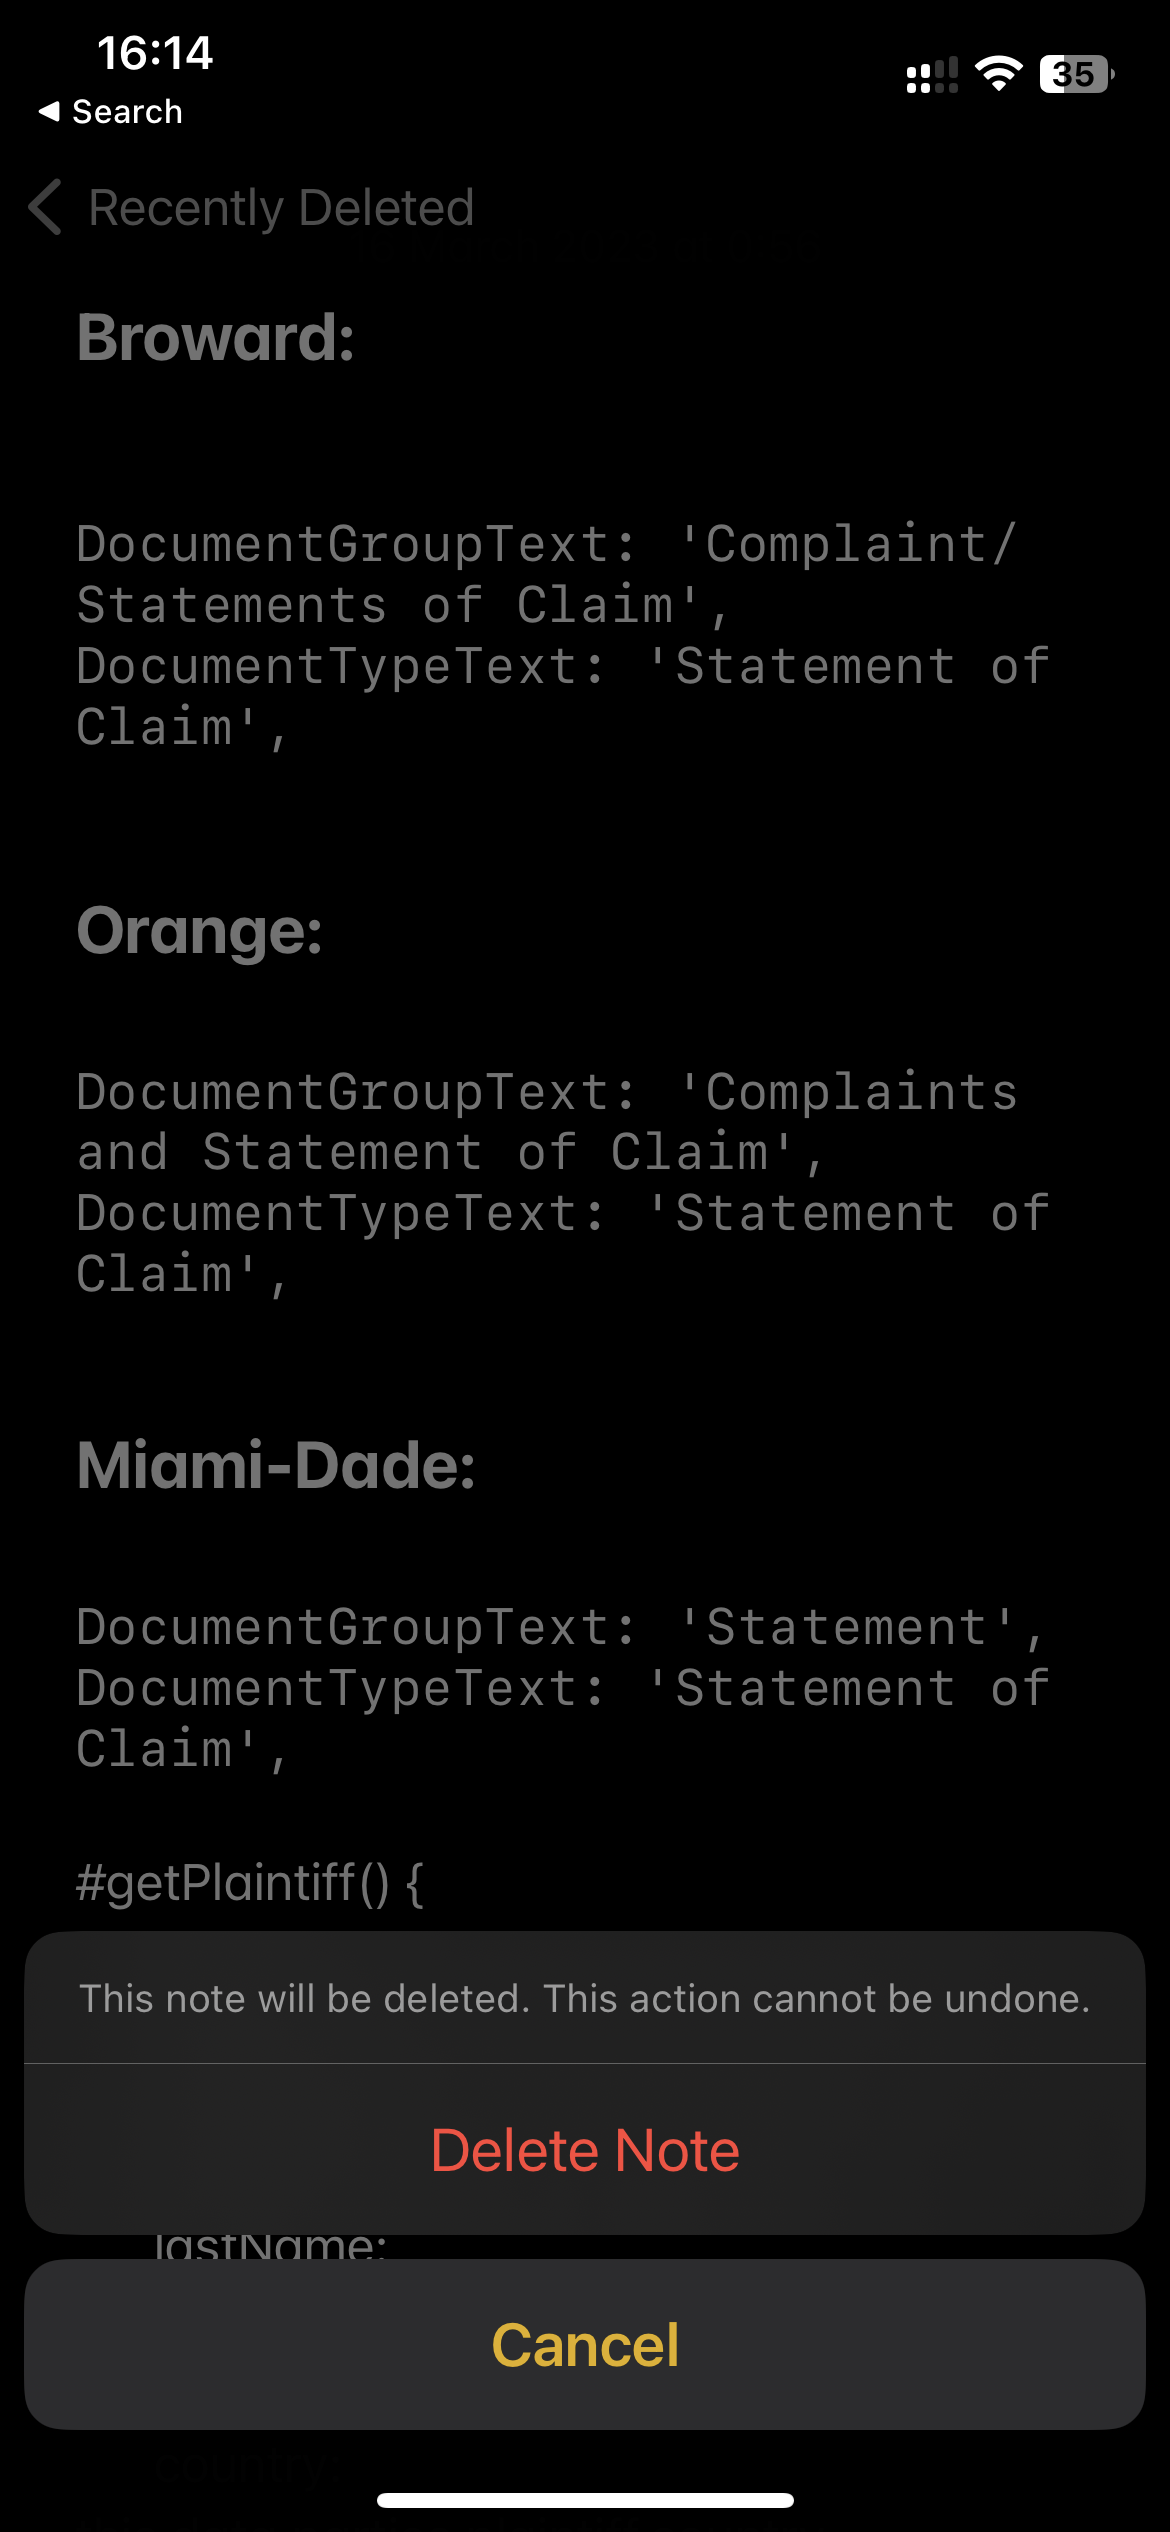 16:14
35
◀ Search
Recently Deleted
Broward:
DocumentGroupText: 'Complaint/
Statements of Claim',
DocumentTypeText: 'Statement of
Claim',
Orange:
DocumentGroupText: 'Complaints
and Statement of Claim',
DocumentTypeText: 'Statement of
Claim',
Miami-Dade:
DocumentGroupText: 'Statement',
DocumentTypeText: 'Statement of
Claim',
#getPlaintiff() {
This note will be deleted. This action cannot be undone.
Delete Note
lastName:
Cancel
country: